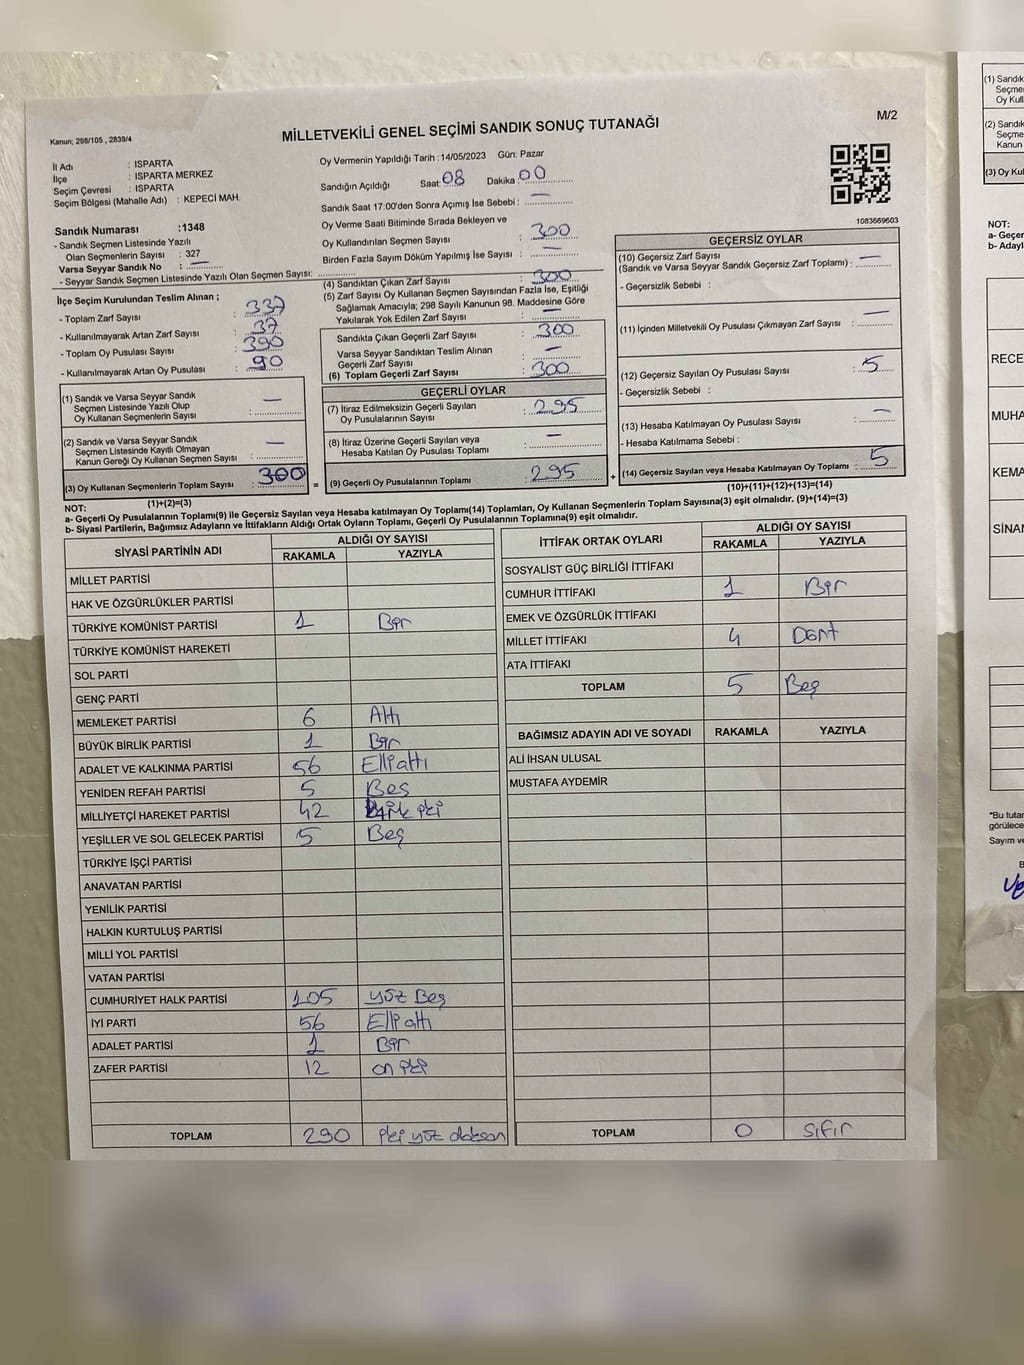 Kanun; 298/105 , 2839/4
MİLLETVEKİLİ GENEL SEÇİMİ SANDIK SONUÇ TUTANAĞI
M/2
İl Adı : ISPARTA
İlçe : ISPARTA MERKEZ
Seçim Çevresi : ISPARTA
Seçim Bölgesi (Mahalle Adı) : KEPECİ MAH.
Sandık Numarası :1348
- Sandık Seçmen Listesinde Yazılı
Olan Seçmenlerin Sayısı : 327
Varsa Seyyar Sandık No : —
- Seyyar Sandık Seçmen Listesinde Yazılı Olan Seçmen Sayısı:
Oy Vermenin Yapıldığı Tarih :14/05/2023 Gün: Pazar
Sandığın Açıldığı Saat: 08 Dakika: 00
Sandık Saat 17:00'den Sonra Açımış İse Sebebi : —
Oy Verme Saati Bitiminde Sırada Bekleyen ve
Oy Kullandırılan Seçmen Sayısı : 300
Birden Fazla Sayım Döküm Yapılmış İse Sayısı : —
1083669603
İlçe Seçim Kurulundan Teslim Alınan ;
- Toplam Zarf Sayısı : 337
- Kullanılmayarak Artan Zarf Sayısı : 37
- Toplam Oy Pusulası Sayısı : 390
- Kullanılmayarak Artan Oy Pusulası : 90
(1) Sandık ve Varsa Seyyar Sandık
Seçmen Listesinde Yazılı Olup
Oy Kullanan Seçmenlerin Sayısı : —
(2) Sandık ve Varsa Seyyar Sandık
Seçmen Listesinde Kayıtlı Olmayan
Kanun Gereği Oy Kullanan Seçmen Sayısı : —
(3) Oy Kullanan Seçmenlerin Toplam Sayısı : 300
(1)+(2)=(3)
=
(4) Sandıktan Çıkan Zarf Sayısı : 300
(5) Zarf Sayısı Oy Kullanan Seçmen Sayısından Fazla İse, Eşitliği
Sağlamak Amacıyla; 298 Sayılı Kanunun 98. Maddesine Göre
Yakılarak Yok Edilen Zarf Sayısı : —
Sandıkta Çıkan Geçerli Zarf Sayısı : 300
Varsa Seyyar Sandıktan Teslim Alınan
Geçerli Zarf Sayısı : —
(6) Toplam Geçerli Zarf Sayısı : 300
GEÇERLİ OYLAR
(7) İtiraz Edilmeksizin Geçerli Sayılan
Oy Pusulalarının Sayısı : 295
(8) İtiraz Üzerine Geçerli Sayılan veya
Hesaba Katılan Oy Pusulası Toplamı : —
(9) Geçerli Oy Pusulalarının Toplamı : 295
+
GEÇERSİZ OYLAR
(10) Geçersiz Zarf Sayısı
(Sandık ve Varsa Seyyar Sandık Geçersiz Zarf Toplamı) : —
- Geçersizlik Sebebi :
(11) İçinden Milletvekili Oy Pusulası Çıkmayan Zarf Sayısı : —
(12) Geçersiz Sayılan Oy Pusulası Sayısı : 5
- Geçersizlik Sebebi :
(13) Hesaba Katılmayan Oy Pusulası Sayısı : —
- Hesaba Katılmama Sebebi :
(14) Geçersiz Sayılan veya Hesaba Katılmayan Oy Toplamı : 5
(10)+(11)+(12)+(13)=(14)
NOT:
a- Geçerli Oy Pusulalarının Toplamı(9) ile Geçersiz Sayılan veya Hesaba katılmayan Oy Toplamı(14) Toplamları, Oy Kullanan Seçmenlerin Toplam Sayısına(3) eşit olmalıdır. (9)+(14)=(3)
b- Siyasi Partilerin, Bağımsız Adayların ve İttifakların Aldığı Ortak Oyların Toplamı, Geçerli Oy Pusulalarının Toplamına(9) eşit olmalıdır.
SİYASİ PARTİNİN ADI ALDIĞI OY SAYISI
RAKAMLA YAZIYLA
MİLLET PARTİSİ
HAK VE ÖZGÜRLÜKLER PARTİSİ
TÜRKİYE KOMÜNİST PARTİSİ 1 Bir
TÜRKİYE KOMÜNİST HAREKETİ
SOL PARTİ
GENÇ PARTİ
MEMLEKET PARTİSİ 6 Altı
BÜYÜK BİRLİK PARTİSİ 1 Bir
ADALET VE KALKINMA PARTİSİ 56 Elli altı
YENİDEN REFAH PARTİSİ 5 Beş
MİLLİYETÇİ HAREKET PARTİSİ 42 iki
YEŞİLLER VE SOL GELECEK PARTİSİ 5 Beş
TÜRKİYE İŞÇİ PARTİSİ
ANAVATAN PARTİSİ
YENİLİK PARTİSİ
HALKIN KURTULUŞ PARTİSİ
MİLLİ YOL PARTİSİ
VATAN PARTİSİ
CUMHURİYET HALK PARTİSİ 105 yüz Beş
İYİ PARTİ 56 Elli altı
ADALET PARTİSİ 1 Bir
ZAFER PARTİSİ 12 on iki
TOPLAM 290 iki yüz doksan
İTTİFAK ORTAK OYLARI ALDIĞI OY SAYISI
RAKAMLA YAZIYLA
SOSYALİST GÜÇ BİRLİĞİ İTTİFAKI
CUMHUR İTTİFAKI 1 Bir
EMEK VE ÖZGÜRLÜK İTTİFAKI
MİLLET İTTİFAKI 4 Dört
ATA İTTİFAKI
TOPLAM 5 Beş
BAĞIMSIZ ADAYIN ADI VE SOYADI RAKAMLA YAZIYLA
ALİ İHSAN ULUSAL
MUSTAFA AYDEMİR
TOPLAM 0 sıfır
(1) Sandık
Seçmen
Oy Kull
(2) Sandık
Seçme
Kanun
(3) Oy Kul
NOT:
a- Geçer
b- Adayl
RECE
MUHA
KEMA
SİNAN
*Bu tutan
görülece
Sayım ve